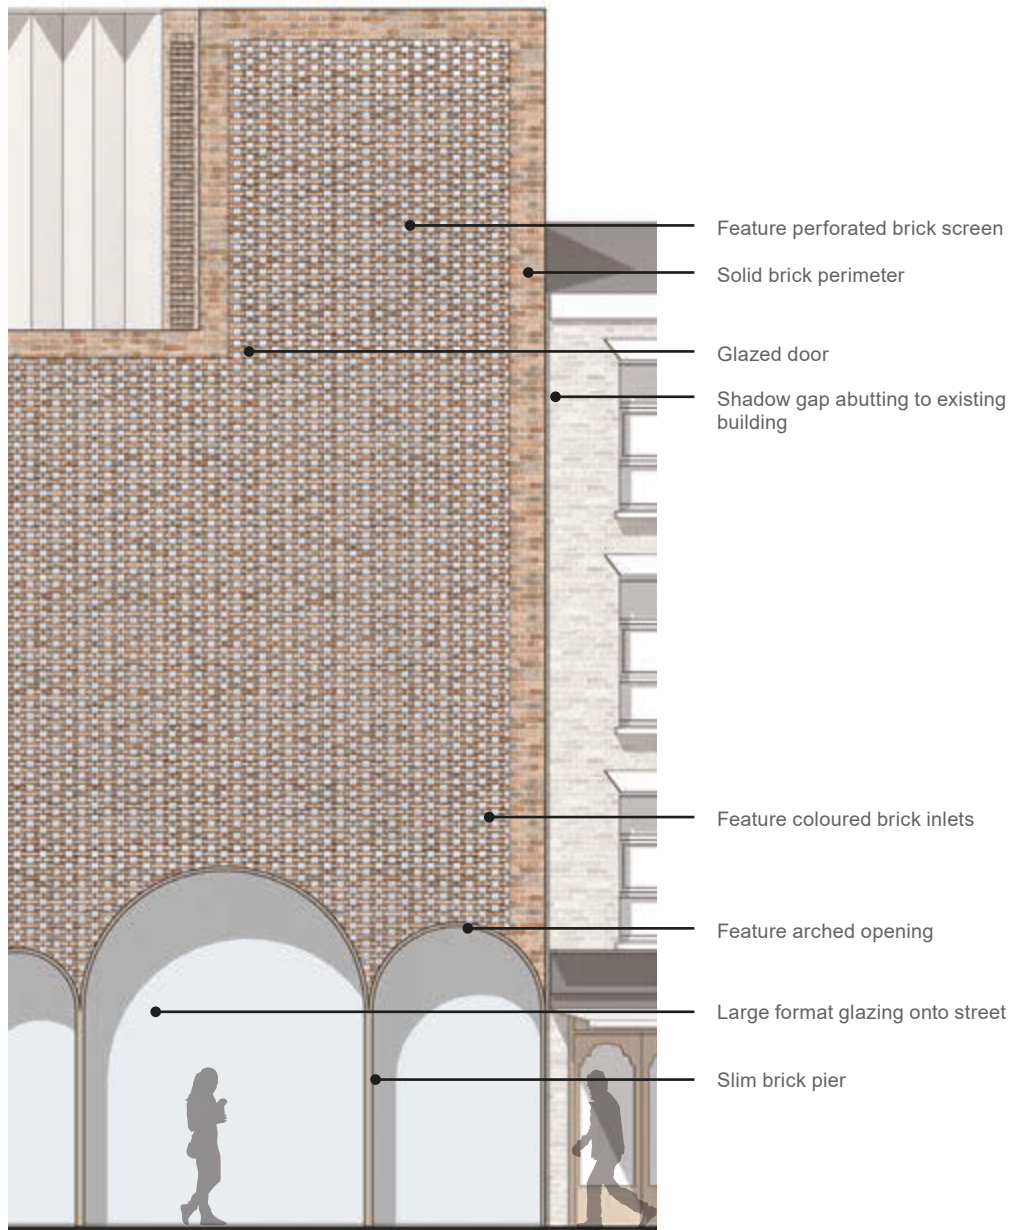 Feature perforated brick screen
Solid brick perimeter
Glazed door
Shadow gap abutting to existing
building
Feature coloured brick inlets
Feature arched opening
Large format glazing onto street
Slim brick pier